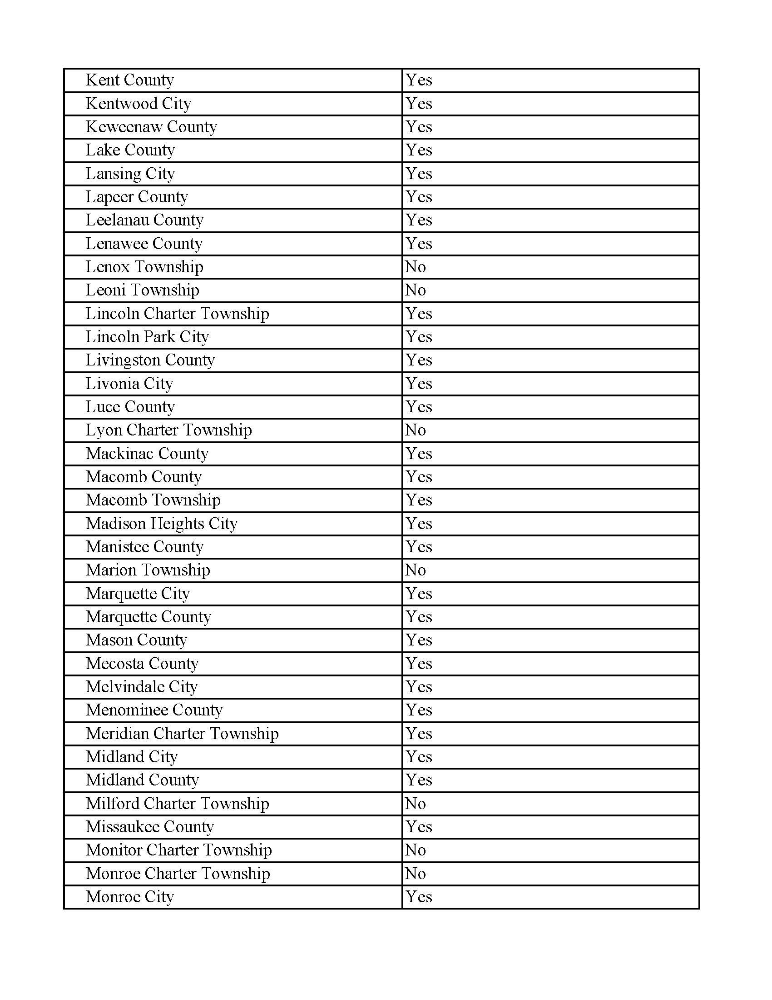 Kent County Yes
Kentwood City Yes
Keweenaw County Yes
Lake County Yes
Lansing City Yes
Lapeer County Yes
Leelanau County Yes
Lenawee County Yes
Lenox Township No
Leoni Township No
Lincoln Charter Township Yes
Lincoln Park City Yes
Livingston County Yes
Livonia City Yes
Luce County Yes
Lyon Charter Township No
Mackinac County Yes
Macomb County Yes
Macomb Township Yes
Madison Heights City Yes
Manistee County Yes
Marion Township No
Marquette City Yes
Marquette County Yes
Mason County Yes
Mecosta County Yes
Melvindale City Yes
Menominee County Yes
Meridian Charter Township Yes
Midland City Yes
Midland County Yes
Milford Charter Township No
Missaukee County Yes
Monitor Charter Township No
Monroe Charter Township No
Monroe City Yes